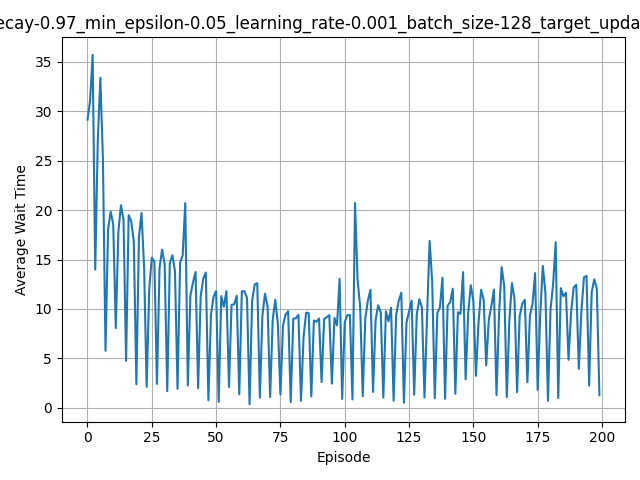 ecay-0.97_min_epsilon-0.05_learning_rate-0.001_batch_size-128_target_upda
35
30
25
20
15
10
5
0
Average Wait Time
0 25 50 75 100 125 150 175 200
Episode